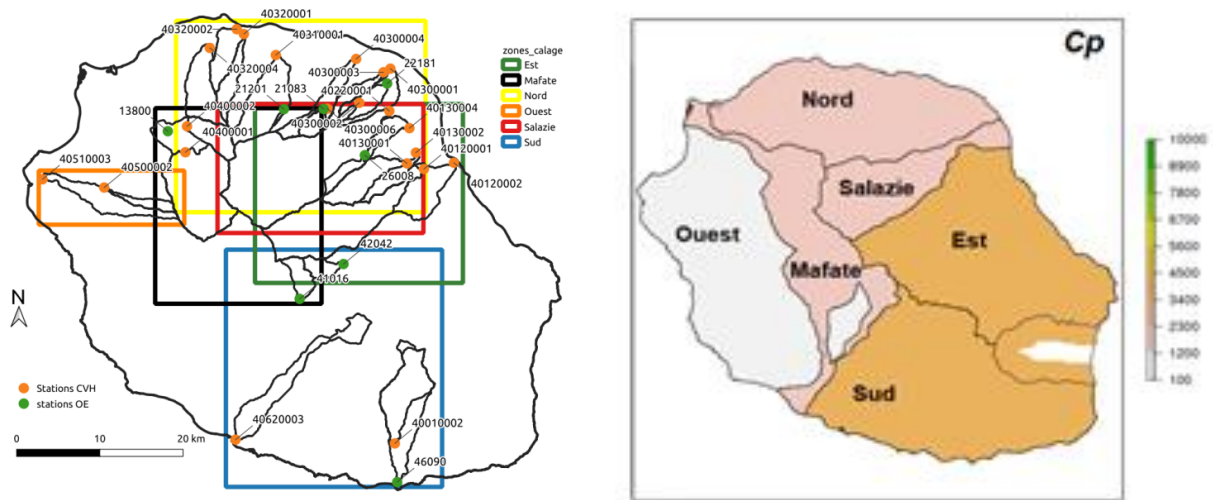 40320001
40320002
40340001
40300004
40320004
40300003
22181
21201
21083
40220001
40300001
13800
40400002
40300002
40130004
40400001
40300006
40130002
40130001
40120001
40510003
40500002
26008
40120002
42042
41016
40620003
40010002
46090
zones_calage
Est
Mafate
Nord
Ouest
Salazie
Sud
N
Stations CVH
stations OE
0
10
20 km
Cp
Nord
Salazie
Ouest
Est
Mafate
Sud
10000
8900
7800
6700
5600
4500
3400
2300
1200
100